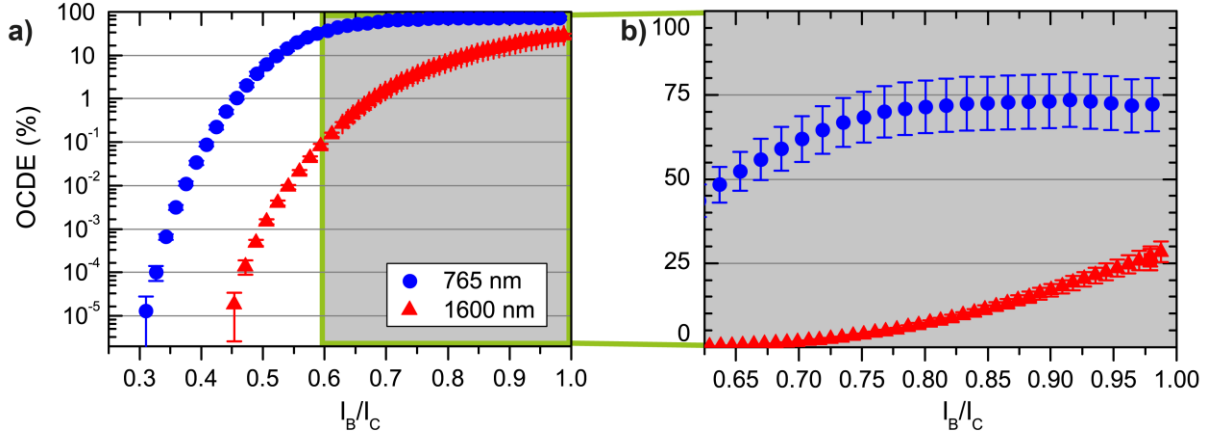 a)
OCDE (%)
100
10
1
10⁻¹
10⁻²
10⁻³
10⁻⁴
10⁻⁵
765 nm
1600 nm
0.3 0.4 0.5 0.6 0.7 0.8 0.9 1.0
I_B/I_C
b)
100
75
50
25
0
0.65 0.70 0.75 0.80 0.85 0.90 0.95 1.00
I_B/I_C